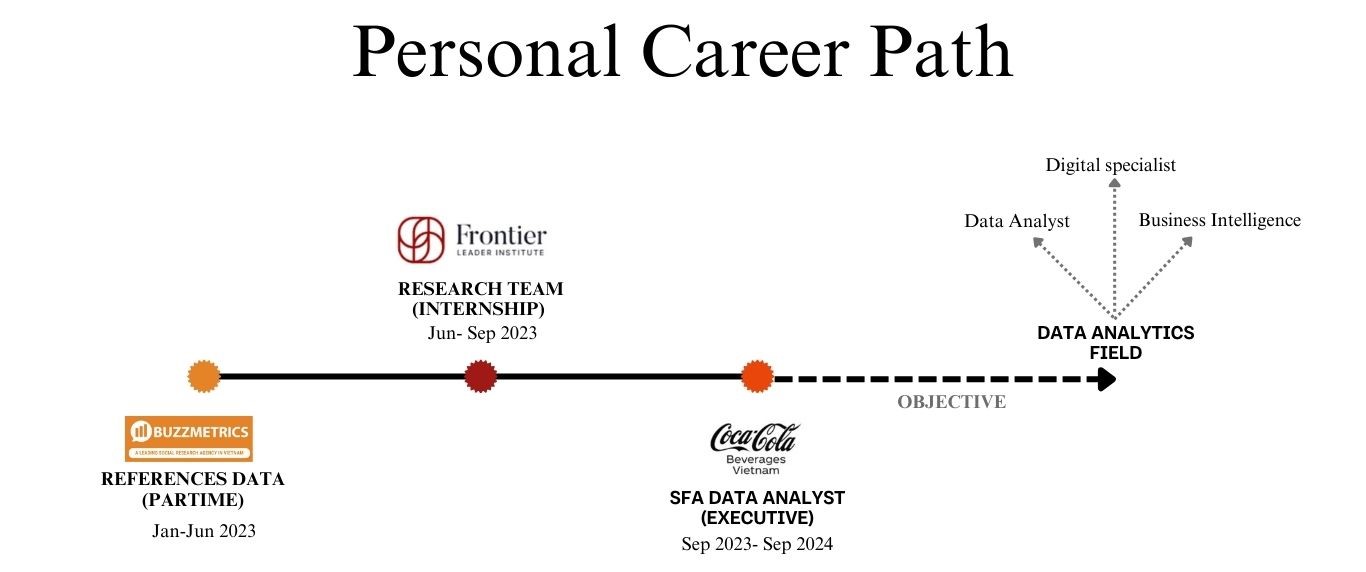 Personal Career Path
Digital specialist
Data Analyst
Business Intelligence
Frontier
LEADER INSTITUTE
RESEARCH TEAM
(INTERNSHIP)
Jun- Sep 2023
DATA ANALYTICS
FIELD
OBJECTIVE
BUZZMETRICS
A LEADING SOCIAL RESEARCH AGENCY IN VIETNAM
REFERENCES DATA
(PARTIME)
Jan-Jun 2023
Coca-Cola
Beverages
Vietnam
SFA DATA ANALYST
(EXECUTIVE)
Sep 2023- Sep 2024